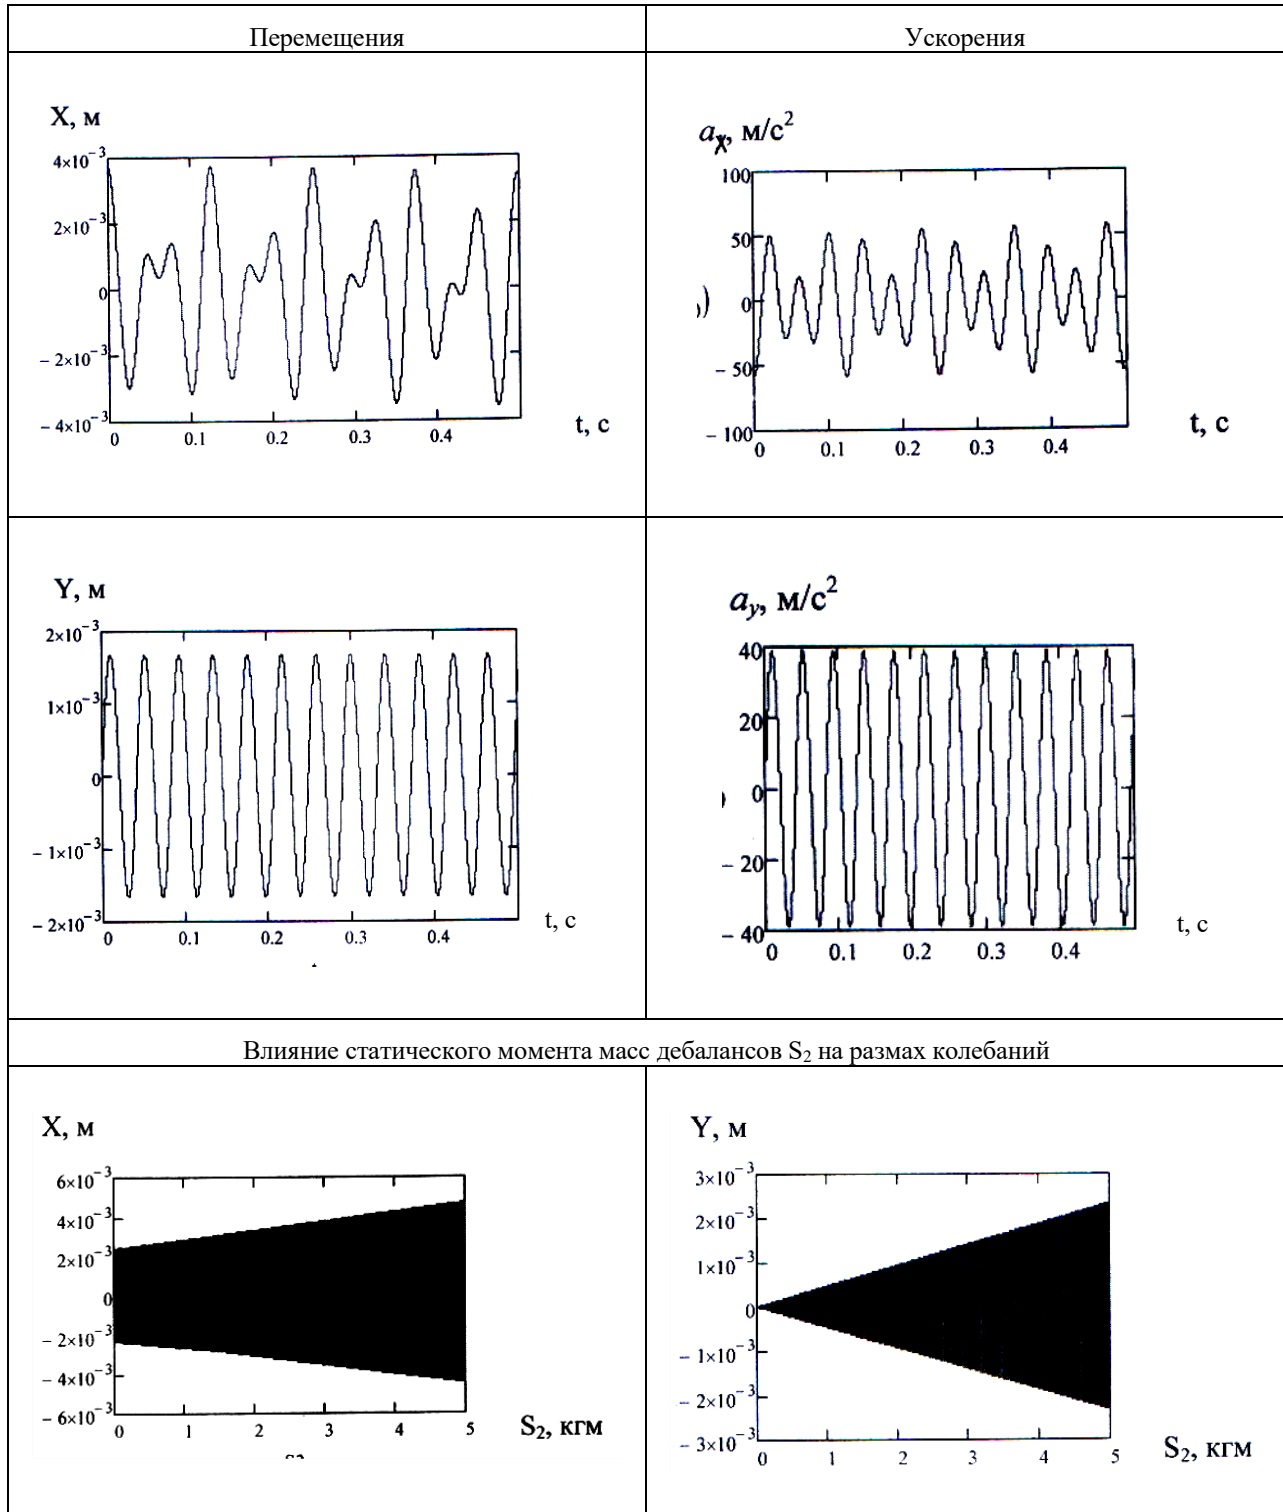 Перемещения
Ускорения
X, м
4×10⁻³
2×10⁻³
0
− 2×10⁻³
− 4×10⁻³
0 0.1 0.2 0.3 0.4
t, с
aX, м/с²
100
50
0
− 50
− 100
0 0.1 0.2 0.3 0.4
t, с
Y, м
2×10⁻³
1×10⁻³
0
− 1×10⁻³
− 2×10⁻³
0 0.1 0.2 0.3 0.4
t, с
ay, м/с²
40
20
0
− 20
− 40
0 0.1 0.2 0.3 0.4
t, с
Влияние статического момента масс дебалансов S₂ на размах колебаний
X, м
6×10⁻³
4×10⁻³
2×10⁻³
0
− 2×10⁻³
− 4×10⁻³
− 6×10⁻³
0 1 2 3 4 5
S₂, кгм
Y, м
3×10⁻³
2×10⁻³
1×10⁻³
0
− 1×10⁻³
− 2×10⁻³
− 3×10⁻³
0 1 2 3 4 5
S₂, кгм